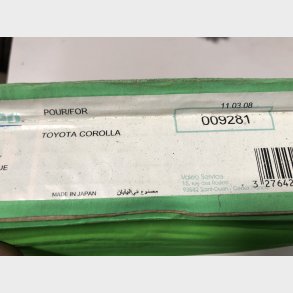 POUR/FOR
11.03.08
009281
TOYOTA COROLLA
UE
Valeo Service
MADE IN JAPAN مصنوع في اليابان
3 27642